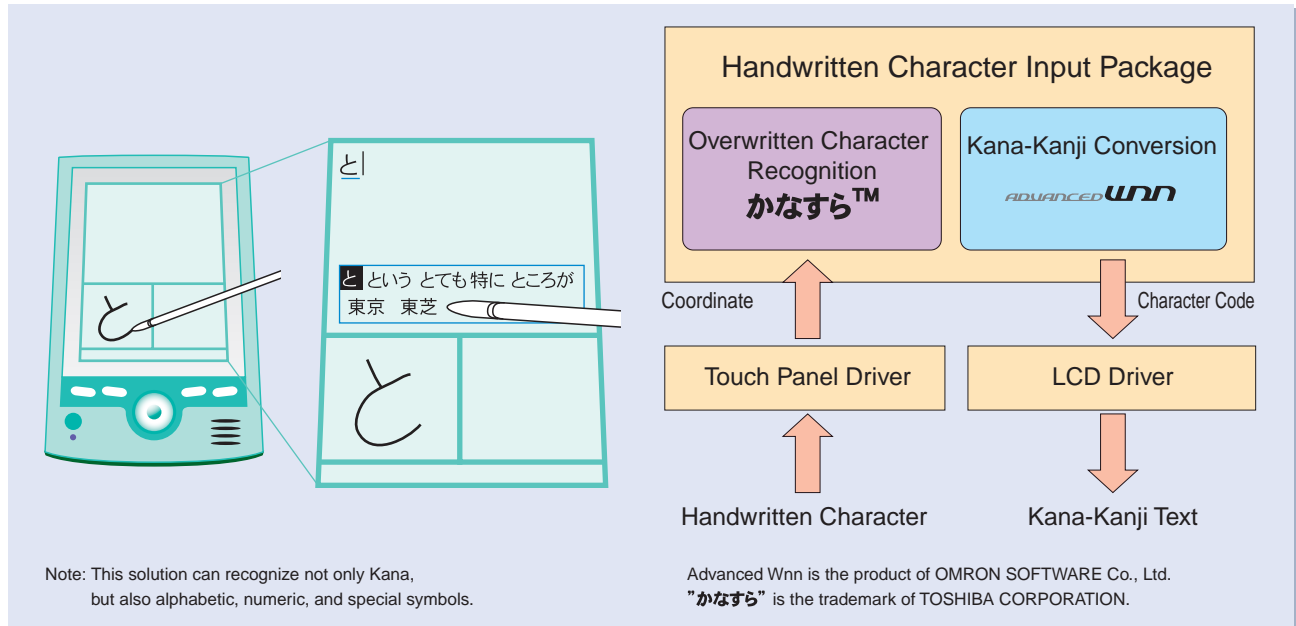 と
と という とても 特に ところが
東京 東芝
と
Note: This solution can recognize not only Kana,
but also alphabetic, numeric, and special symbols.
Handwritten Character Input Package
Overwritten Character
Recognition
かなすら™
Kana-Kanji Conversion
ADVANCED Wnn
Coordinate
Character Code
Touch Panel Driver
LCD Driver
Handwritten Character
Kana-Kanji Text
Advanced Wnn is the product of OMRON SOFTWARE Co., Ltd.
"かなすら" is the trademark of TOSHIBA CORPORATION.
と